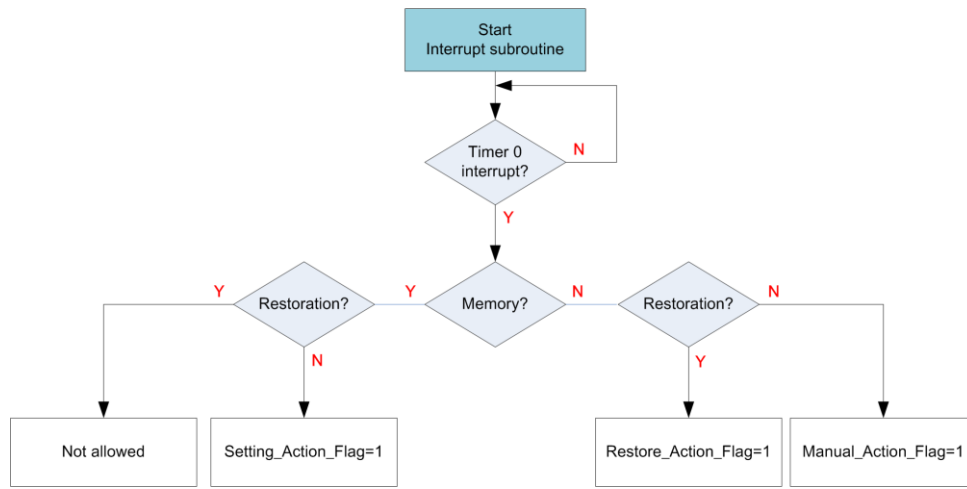 Start
Interrupt subroutine
Timer 0
interrupt?
N
Y
Y
Restoration?
Y
Memory?
N
Restoration?
N
N
Y
Not allowed
Setting_Action_Flag=1
Restore_Action_Flag=1
Manual_Action_Flag=1